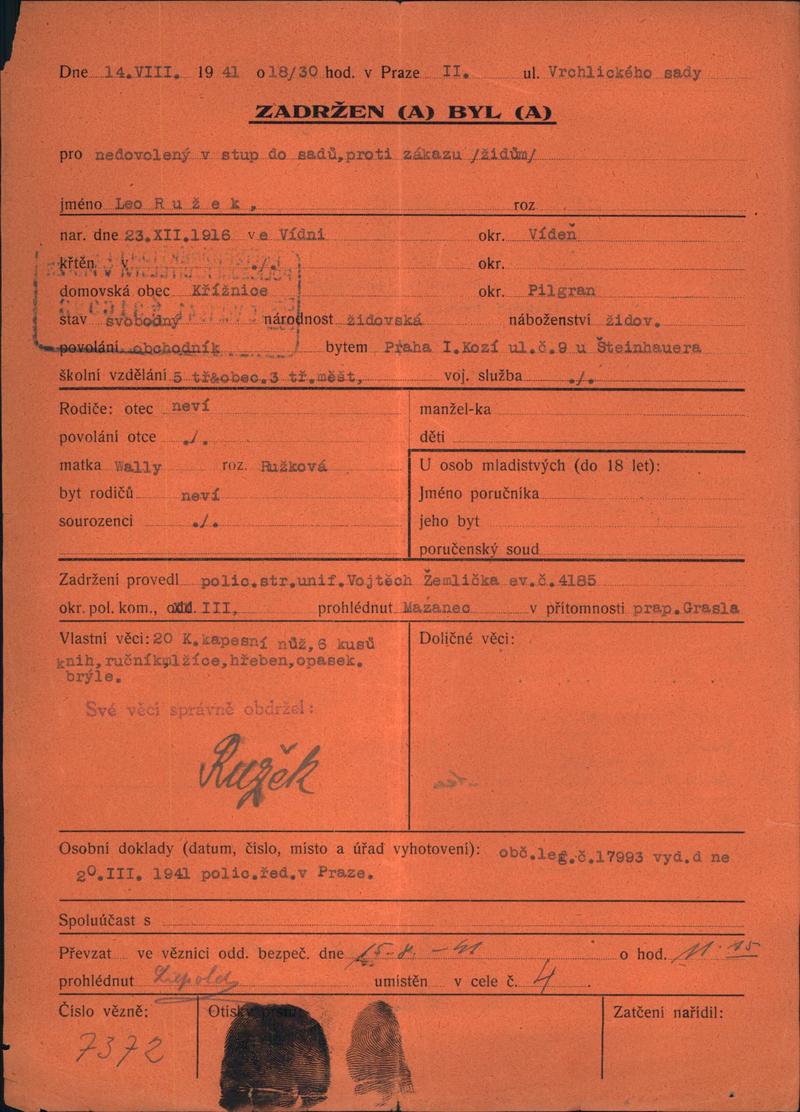 Dne 14.VIII. 1941 o 18/30 hod. v Praze II. ul. Vrchlického sady
ZADRŽEN (A) BYL (A)
pro nedovolený v stup do sadů,proti zákazu /židům/
jméno Leo Ružek, roz
nar. dne 23.XII.1916 ve Vídni okr. Vídeň
křtěn v ./. okr.
domovská obec Křížnice okr. Pilgran
stav svobodný národnost židovská náboženství židov.
povolání obchodník bytem Praha I.Kozí ul.č.9 u Šteinhauera
školní vzdělání 5 tř&obec.3 tř.měšt, voj. služba ./.
Rodiče: otec neví manžel-ka
povolání otce ./. děti
matka Wally roz. Ružková U osob mladistvých (do 18 let):
byt rodičů neví Jméno poručníka
sourozenci ./. jeho byt
poručenský soud
Zadržení provedl polic.str.unif.Vojtěch Žemlička ev.č.4185
okr. pol. kom., odd. III, prohlédnut Mazanec v přítomnosti prap.Grasla
Vlastní věci: 20 K.kapesní nůž,6 kusů Doličné věci:
knih,ručník,lžíce,hřeben,opasek.
brýle.
Své věci správně obdržel:
Ružek
Osobní doklady (datum, číslo, místo a úřad vyhotovení): obč.leg.č.17993 vyd.d ne
20.III. 1941 polic.řed.v Praze.
Spoluúčast s
Převzat ve věznici odd. bezpeč. dne 15-8.-41 o hod. 11.15
prohlédnut umístěn v cele č. 4.
Číslo vězně: Otisky Zatčení nařídil:
7372